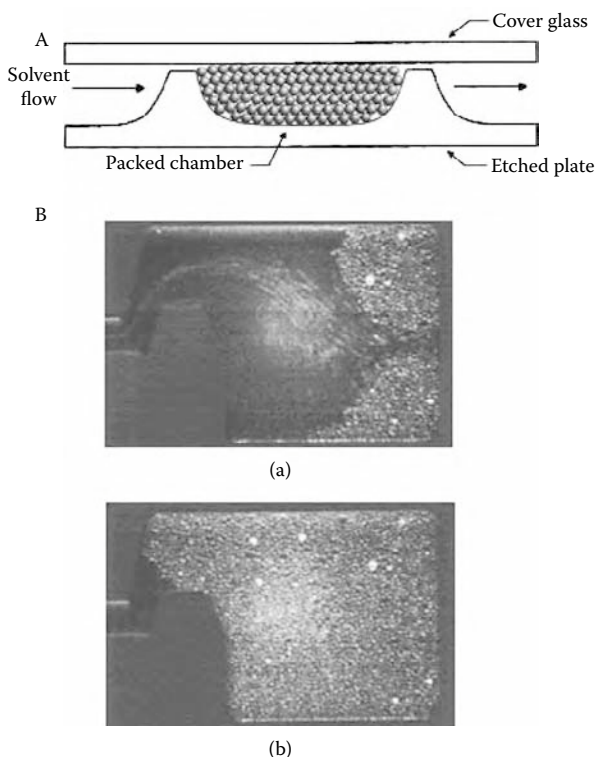 A
Cover glass
Solvent
flow
Packed chamber
Etched plate
B
(a)
(b)